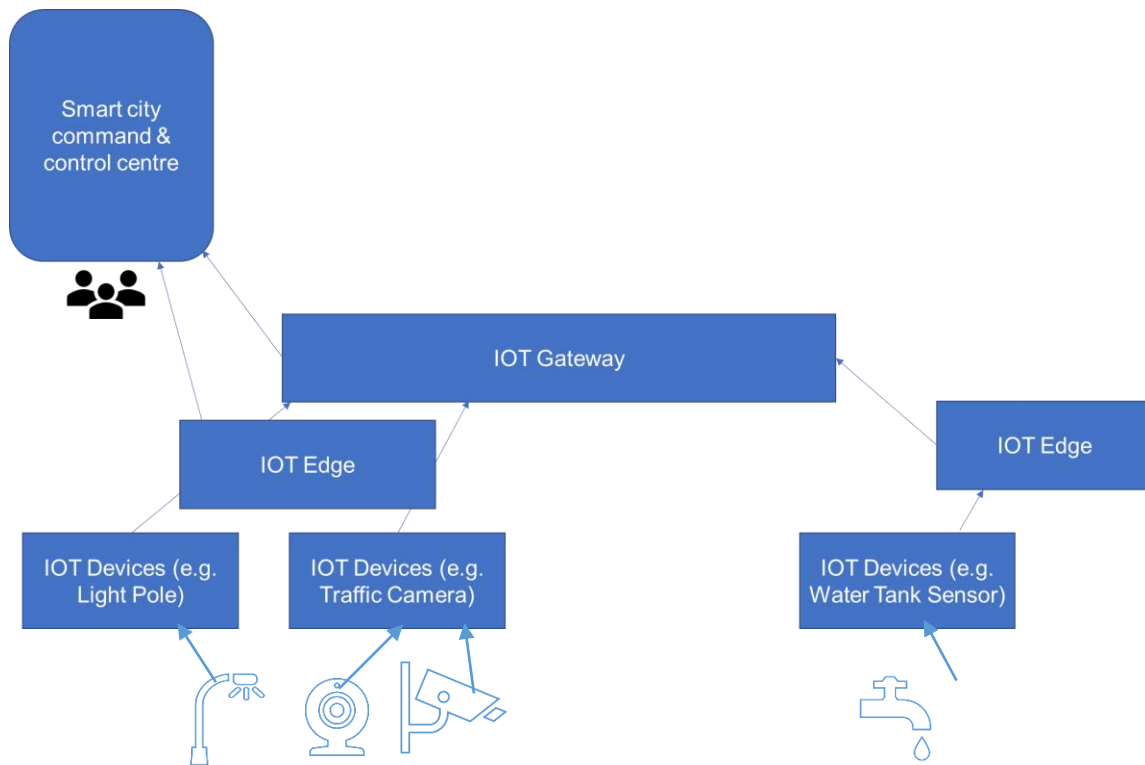 Smart city
command &
control centre
IOT Gateway
IOT Edge
IOT Edge
IOT Devices (e.g.
Light Pole)
IOT Devices (e.g.
Traffic Camera)
IOT Devices (e.g.
Water Tank Sensor)